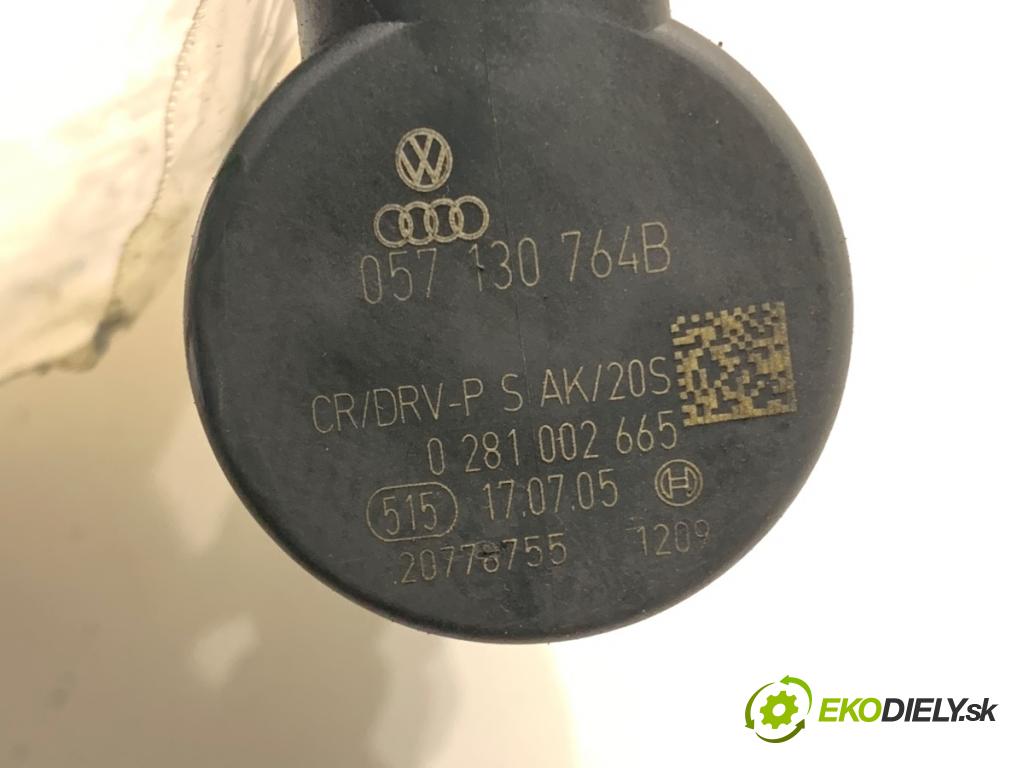 057 130 764B
CR/DRV-P S AK/20S
0 281 002 665
515 17.07.05
20778755 1209
EKODIELY.sk